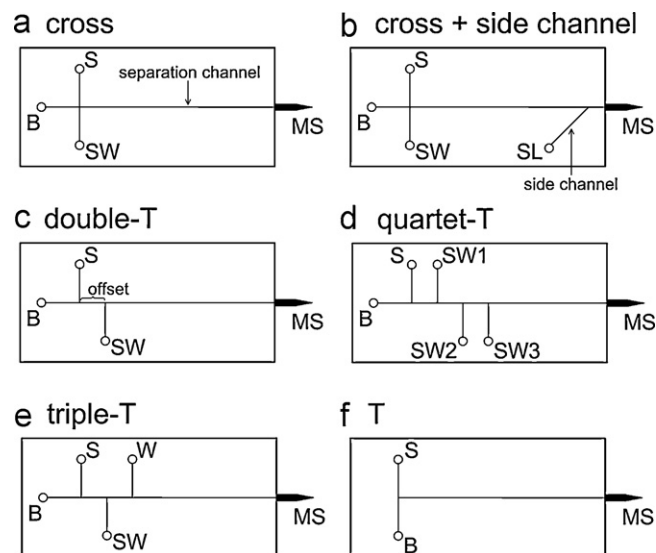 a cross
S
separation channel
B
MS
SW
b cross + side channel
S
B
MS
SW
SL
side channel
c double-T
S
offset
B
MS
SW
d quartet-T
S SW1
B
MS
SW2 SW3
e triple-T
S W
B
MS
SW
f T
S
MS
B